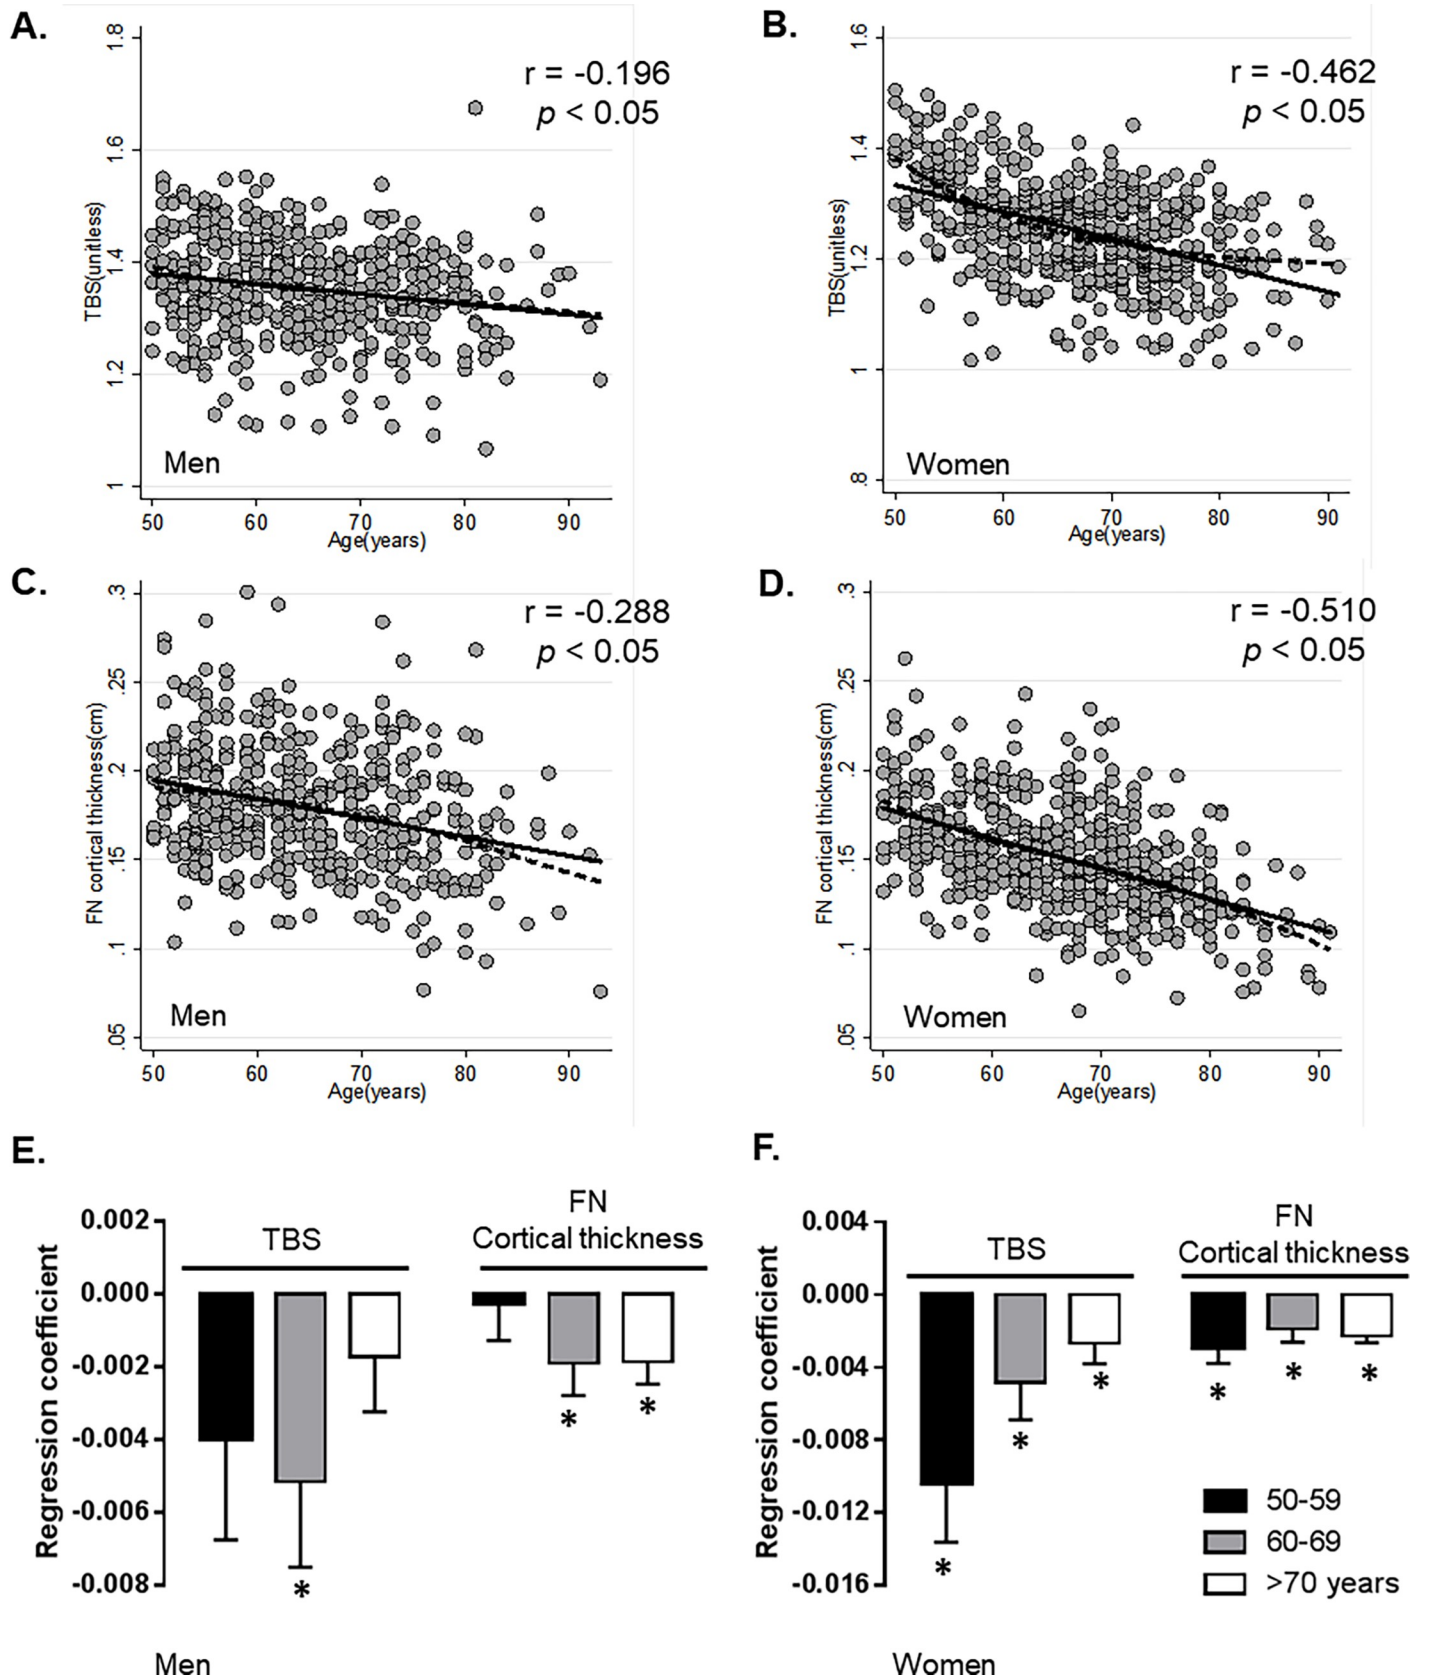 A.
r = -0.196
p < 0.05
TBS(unitless)
1.8
1.6
1.4
1.2
1
Men
50 60 70 80 90
Age(years)
B.
r = -0.462
p < 0.05
TBS(unitless)
1.6
1.4
1.2
1
.8
Women
50 60 70 80 90
Age(years)
C.
r = -0.288
p < 0.05
FN cortical thickness(cm)
.3
.25
.2
.15
.1
.05
Men
50 60 70 80 90
Age(years)
D.
r = -0.510
p < 0.05
FN cortical thickness(cm)
.3
.25
.2
.15
.1
.05
Women
50 60 70 80 90
Age(years)
E.
Regression coefficient
0.002
0.000
-0.002
-0.004
-0.006
-0.008
TBS
FN
Cortical thickness
*
*
*
Men
F.
Regression coefficient
0.004
0.000
-0.004
-0.008
-0.012
-0.016
TBS
FN
Cortical thickness
*
*
*
*
*
*
50-59
60-69
>70 years
Women